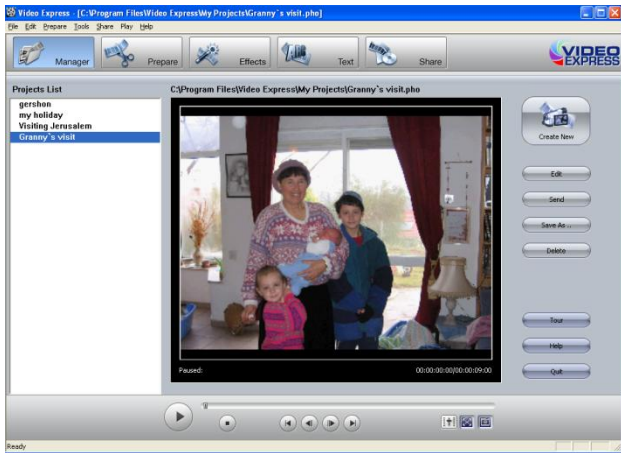 Video Express - [C:\Program Files\Video Express\My Projects\Granny`s visit.pho]
File Edit Prepare Tools Share Play Help
Manager Prepare Effects Text Share
VIDEO
EXPRESS
Projects List
C:\Program Files\Video Express\My Projects\Granny`s visit.pho
gershon
my holiday
Visiting Jerusalem
Granny`s visit
Create New
Edit
Send
Save As ..
Delete
Tour
Help
Quit
Paused: 00:00:00:00/00:00:09:00
Ready